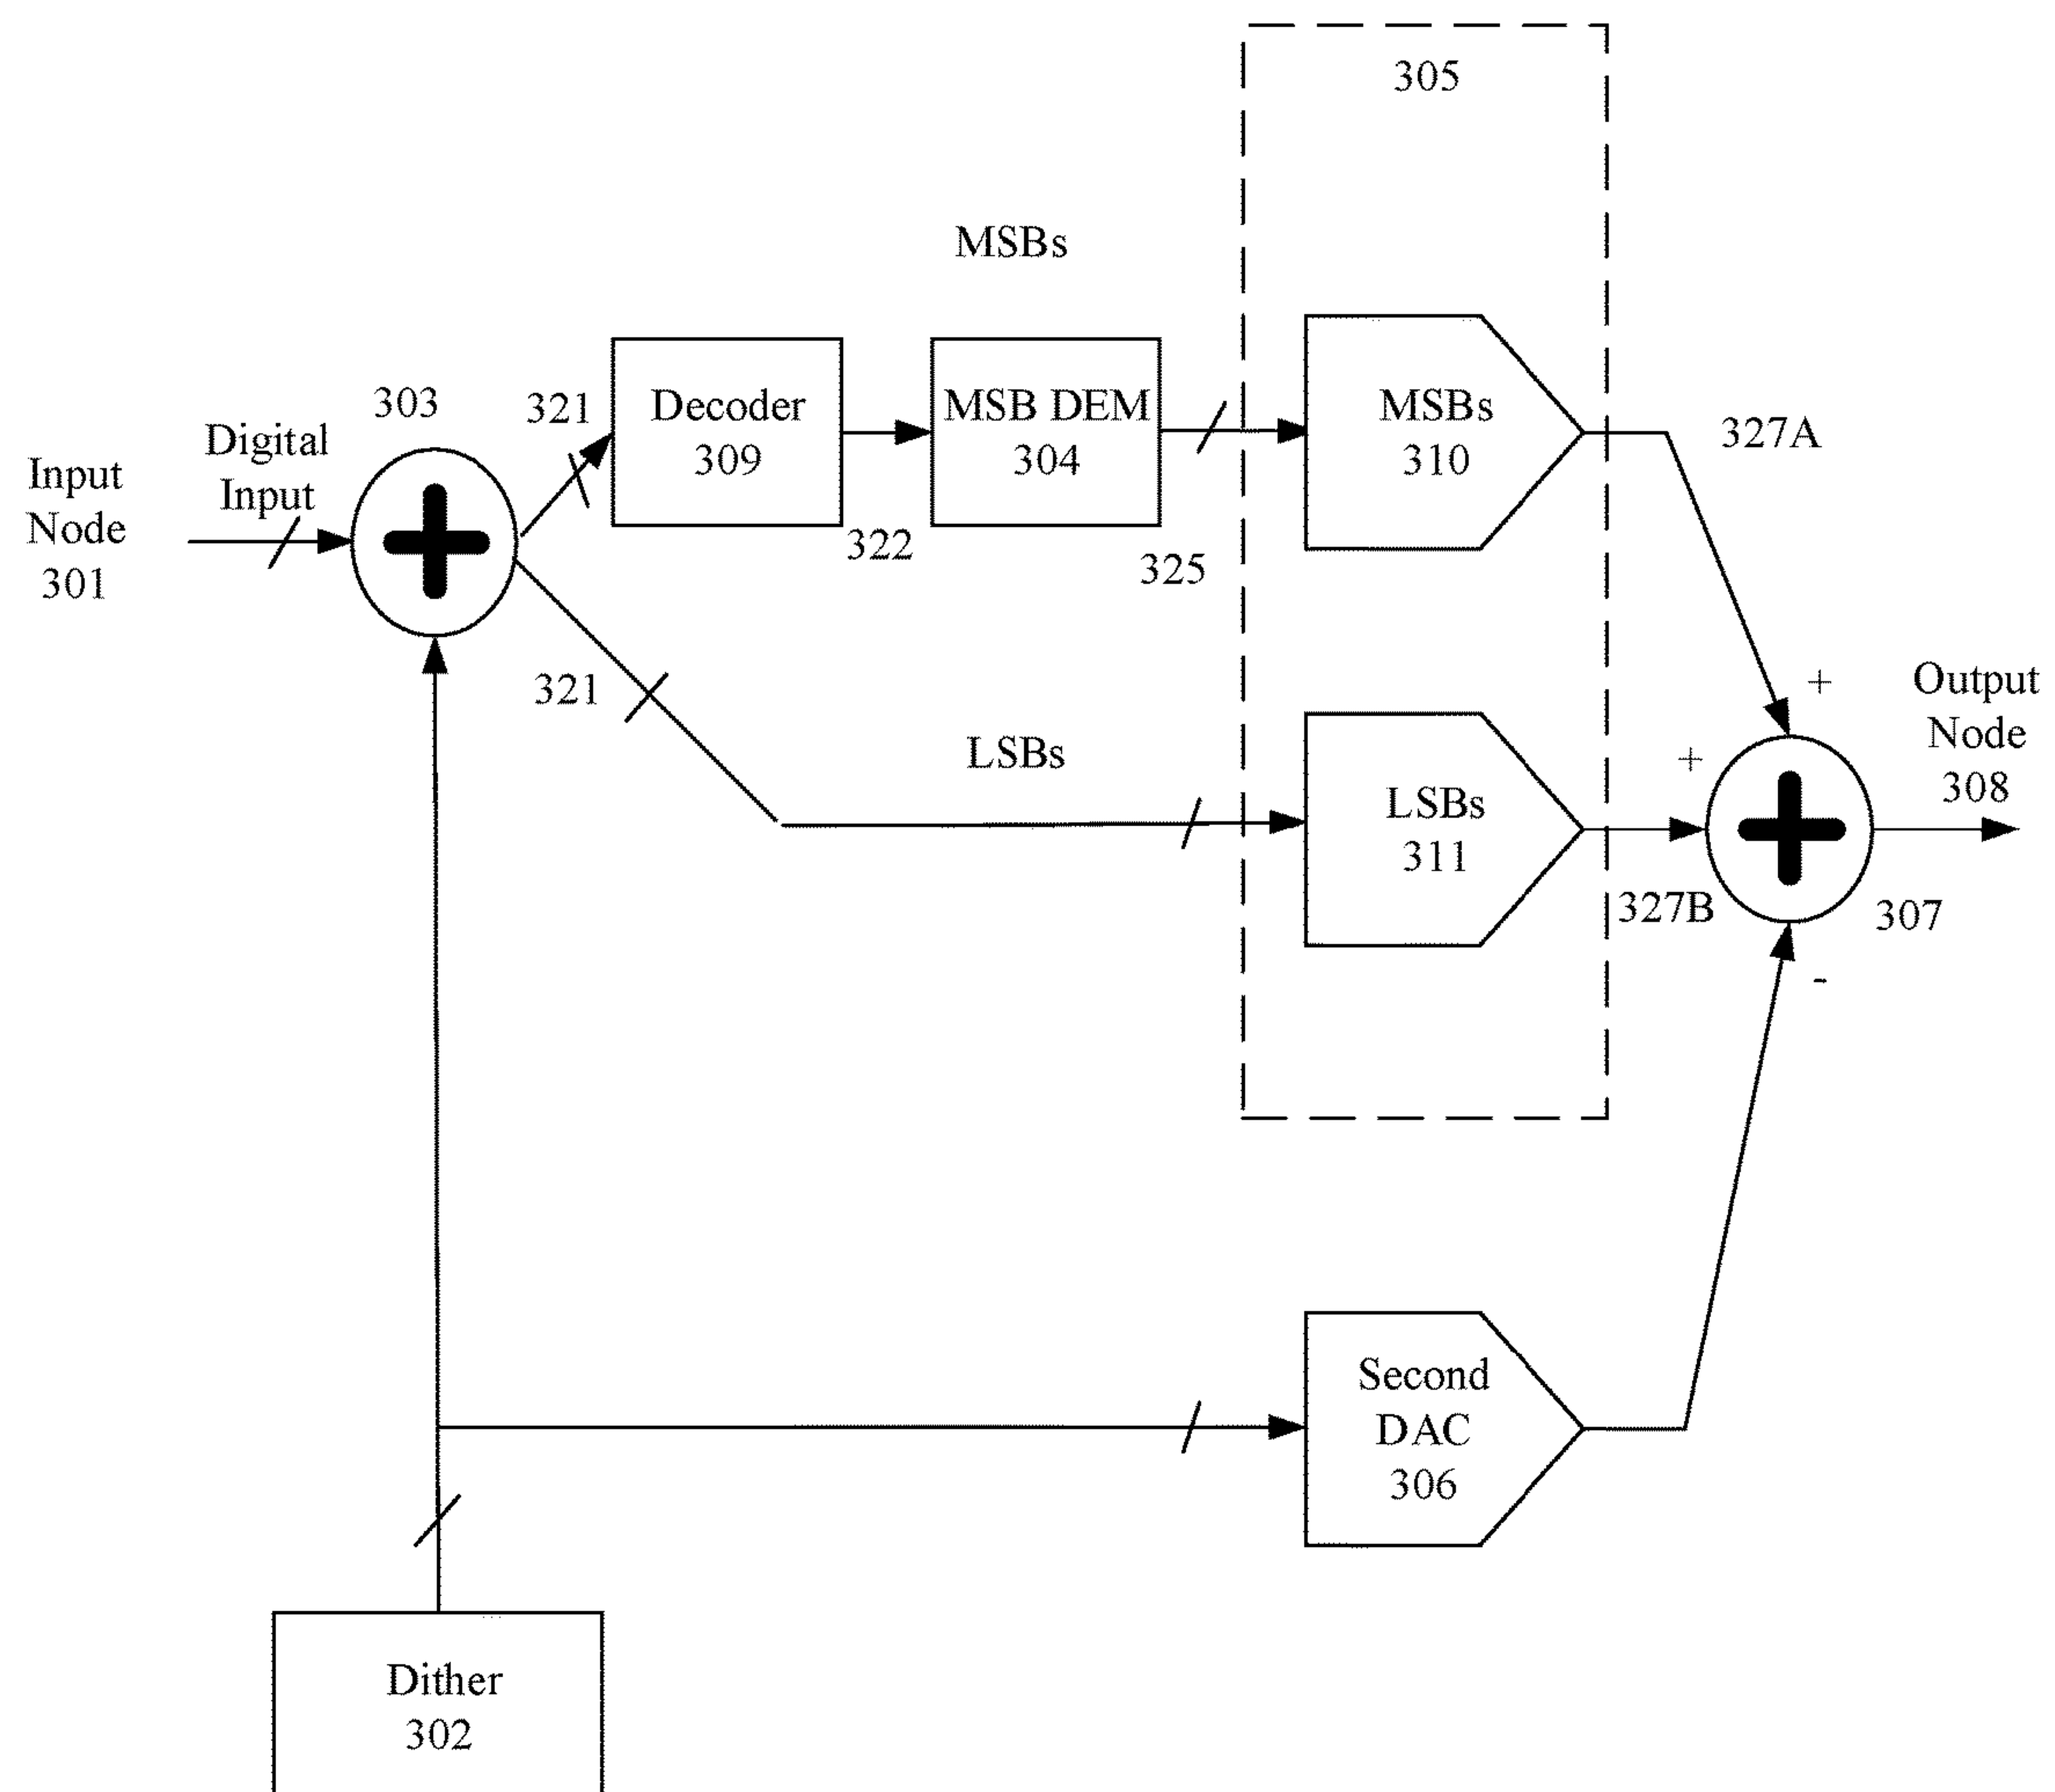 305
MSBs
303
321
Decoder
309
MSB DEM
304
MSBs
310
327A
Digital
Input
Input
Node
301
322
325
321
LSBs
LSBs
311
+
+
Output
Node
308
327B
307
-
Second
DAC
306
Dither
302